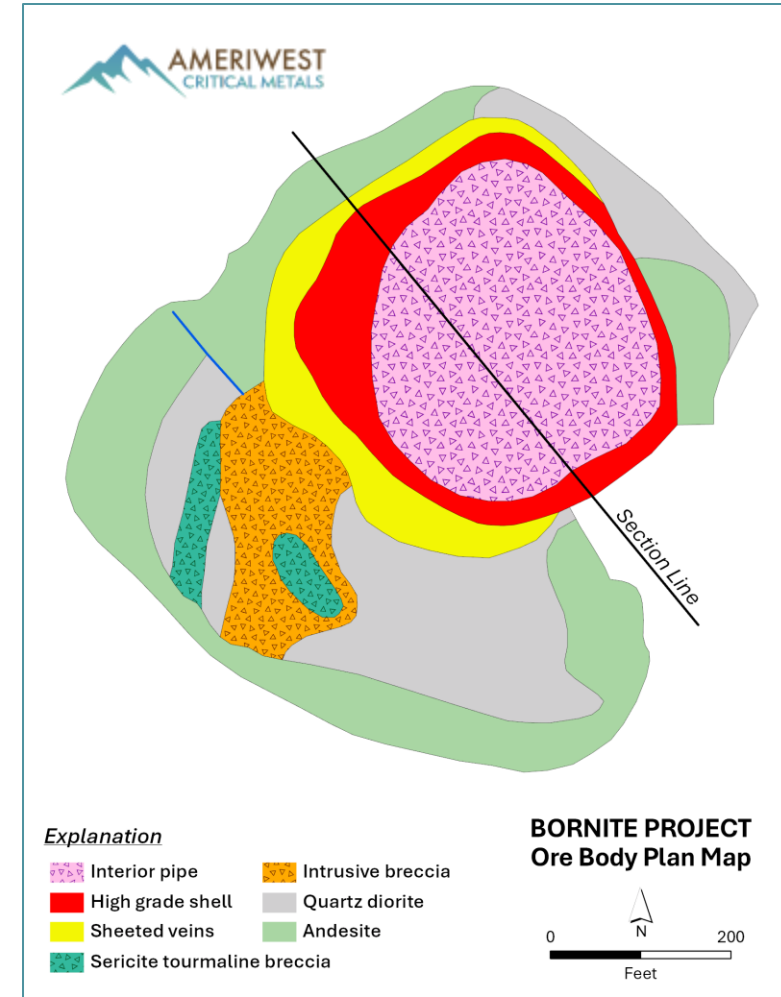 AMERIWEST
CRITICAL METALS
Section Line
Explanation
Interior pipe
High grade shell
Sheeted veins
Sericite tourmaline breccia
Intrusive breccia
Quartz diorite
Andesite
BORNITE PROJECT
Ore Body Plan Map
N
0 200
Feet